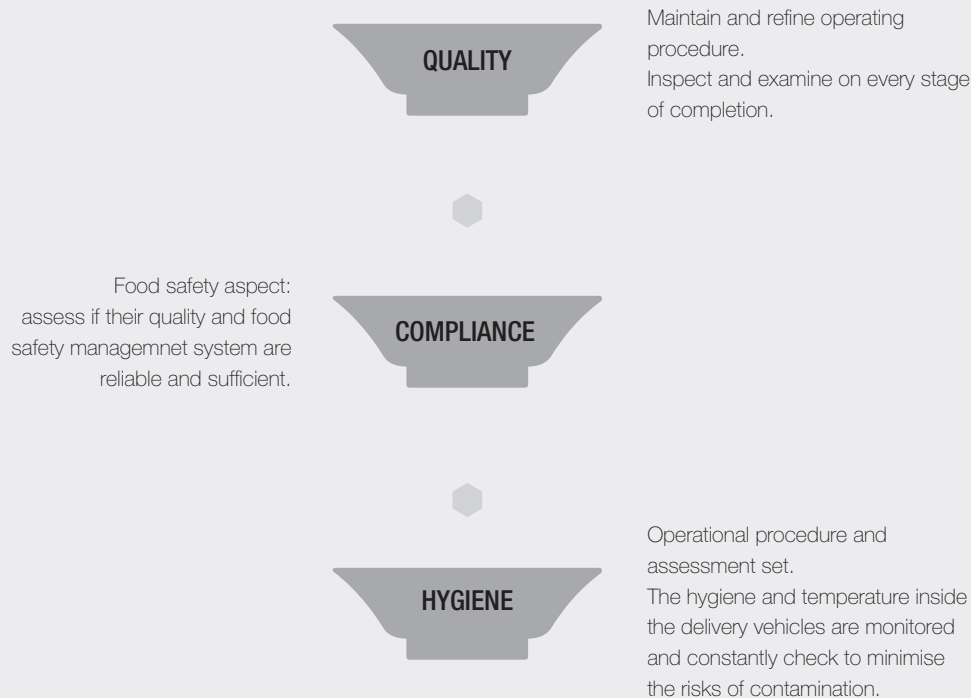 QUALITY
Maintain and refine operating
procedure.
Inspect and examine on every stage
of completion.
Food safety aspect:
assess if their quality and food
safety managemnet system are
reliable and sufficient.
COMPLIANCE
HYGIENE
Operational procedure and
assessment set.
The hygiene and temperature inside
the delivery vehicles are monitored
and constantly check to minimise
the risks of contamination.